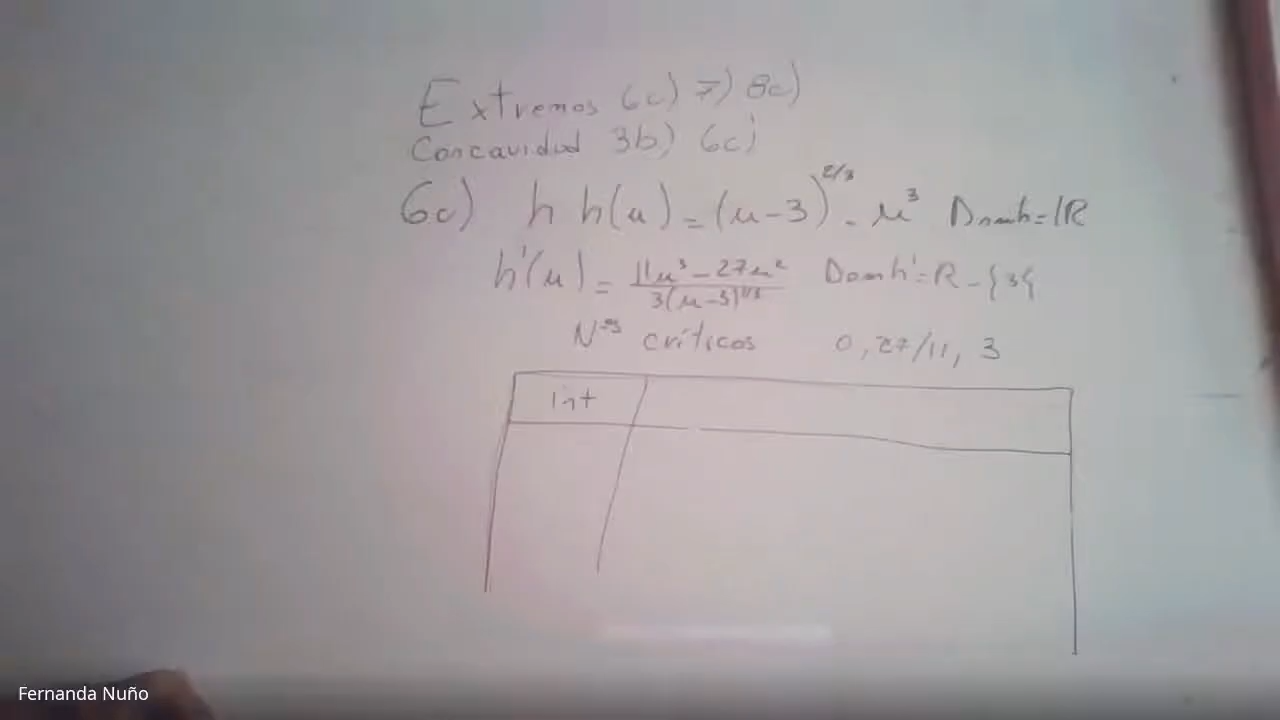 Extremos 6c) 7) 8c)
Concavidad 3b) 6c)
6c) h h(u) = (u-3)^2/3 . u^3 Dom h = R
h'(u) = 11u^3 - 27u^2 / 3(u-3)^1/3 Dom h' = R - {3{
N^os críticos 0, 27/11, 3
int
Fernanda Nuño